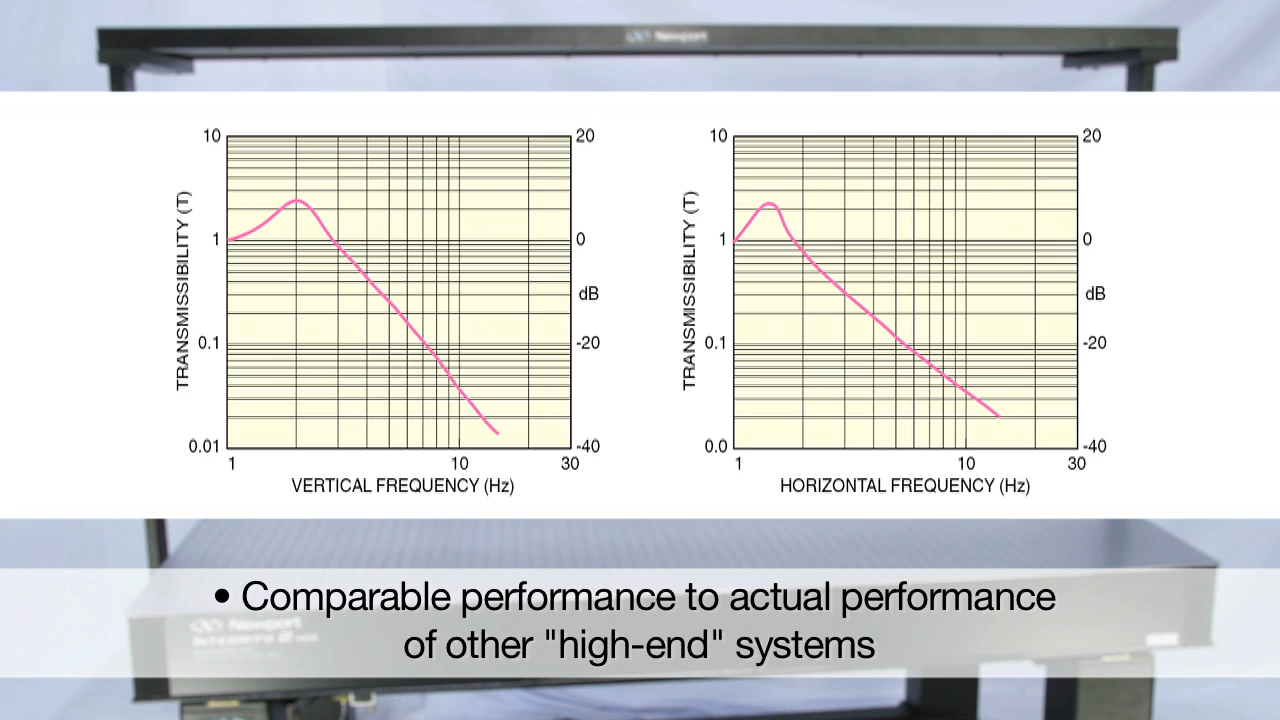 Newport
10
1
0.1
0.01
TRANSMISSIBILITY (T)
20
0
dB
-20
-40
1
10
30
VERTICAL FREQUENCY (Hz)
10
1
0.1
0.0
TRANSMISSIBILITY (T)
20
0
dB
-20
-40
1
10
30
HORIZONTAL FREQUENCY (Hz)
• Comparable performance to actual performance
of other "high-end" systems
Newport